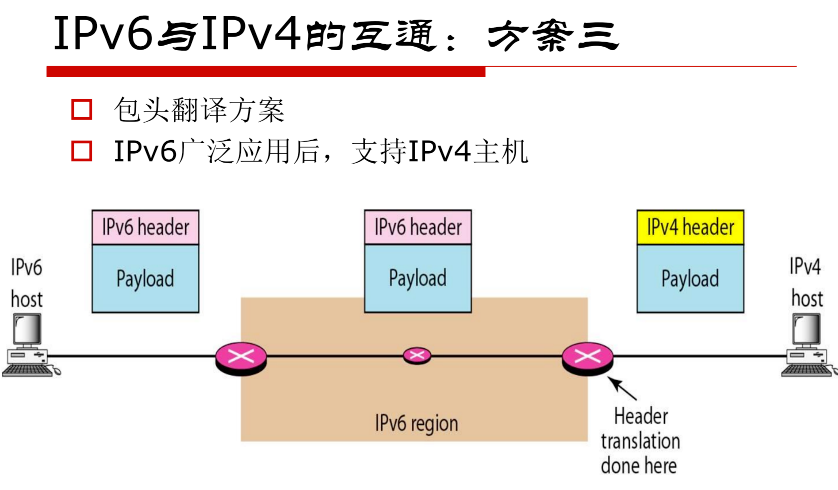 IPv6与IPv4的互通：方案三
包头翻译方案
IPv6广泛应用后，支持IPv4主机
IPv6 header
Payload
IPv6 header
Payload
IPv4 header
Payload
IPv6
host
IPv4
host
IPv6 region
Header
translation
done here